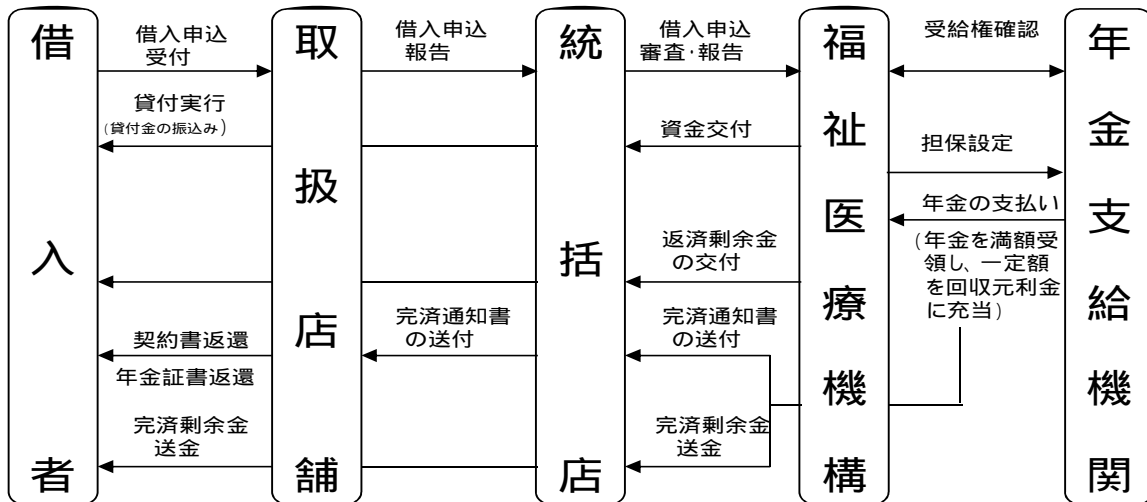 借入者
取扱店舗
統括店
福祉医療機構
年金支給機関
借入申込
受付
借入申込
報告
借入申込
審査・報告
受給権確認
貸付実行
(貸付金の振込み)
資金交付
担保設定
年金の支払い
(年金を満額受
領し、一定額
を回収元利金
に充当)
返済剰余金
の交付
完済通知書
の送付
完済通知書
の送付
契約書返還
年金証書返還
完済剰余金
送金
完済剰余金
送金